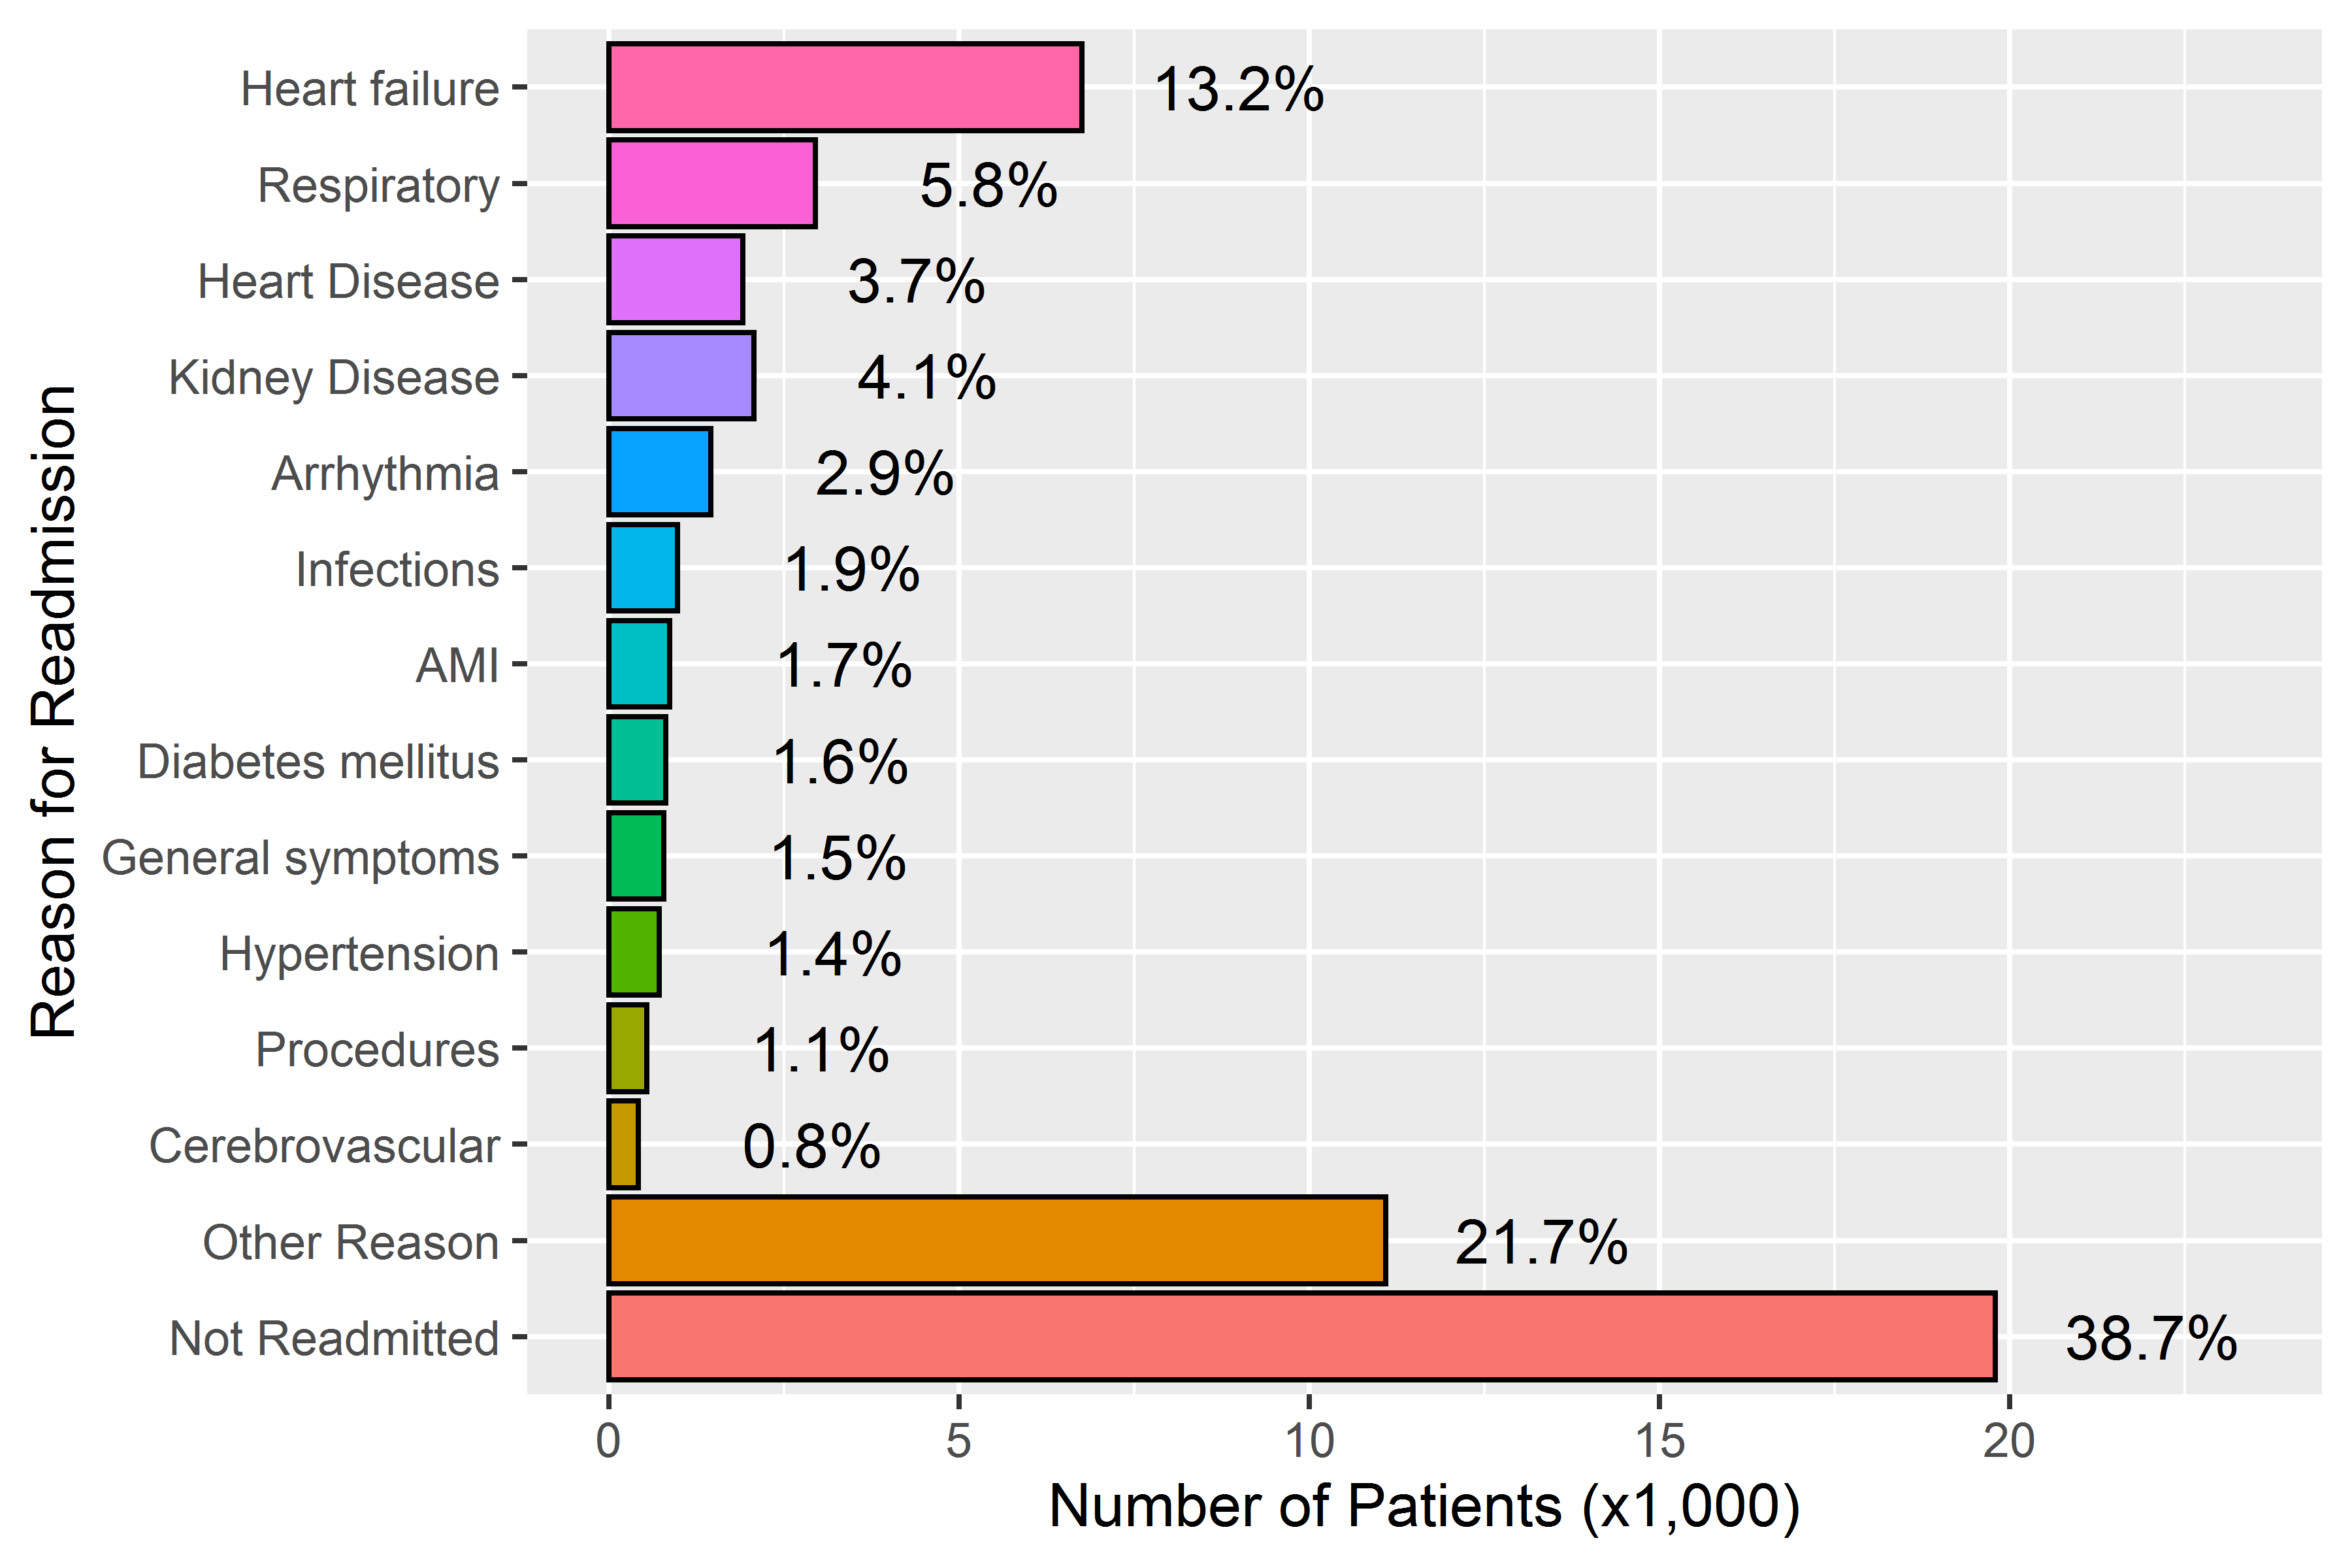 Reason for Readmission
Heart failure 13.2%
Respiratory 5.8%
Heart Disease 3.7%
Kidney Disease 4.1%
Arrhythmia 2.9%
Infections 1.9%
AMI 1.7%
Diabetes mellitus 1.6%
General symptoms 1.5%
Hypertension 1.4%
Procedures 1.1%
Cerebrovascular 0.8%
Other Reason 21.7%
Not Readmitted 38.7%
0 5 10 15 20
Number of Patients (x1,000)